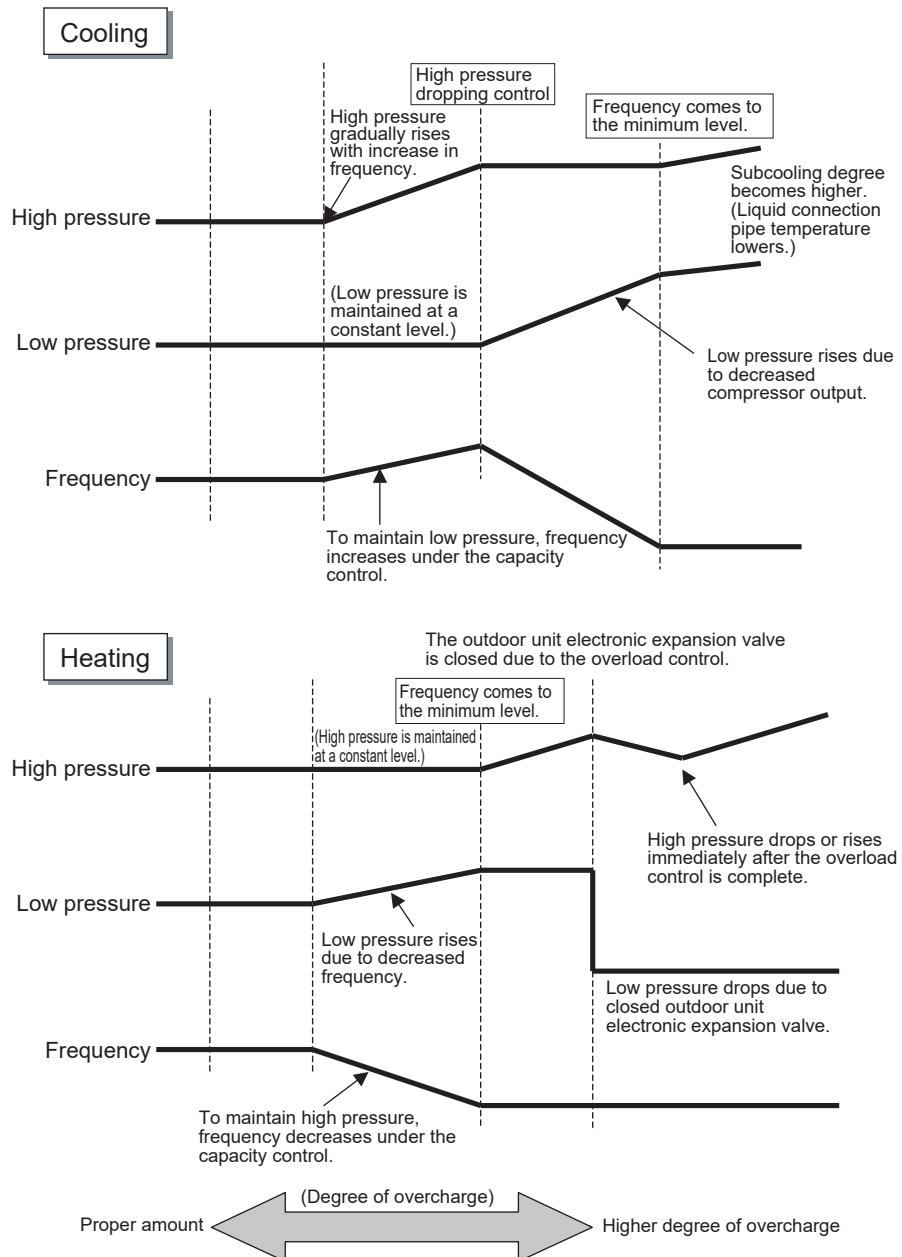 Cooling
High pressure
dropping control
Frequency comes to
the minimum level.
High pressure
gradually rises
with increase in
frequency.
Subcooling degree
becomes higher.
(Liquid connection
pipe temperature
lowers.)
High pressure
(Low pressure is
maintained at a
constant level.)
Low pressure
Low pressure rises due
to decreased
compressor output.
Frequency
To maintain low pressure, frequency
increases under the capacity
control.
Heating
The outdoor unit electronic expansion valve
is closed due to the overload control.
Frequency comes to
the minimum level.
(High pressure is maintained
at a constant level.)
High pressure
High pressure drops or rises
immediately after the overload
control is complete.
Low pressure
Low pressure rises
due to decreased
frequency.
Low pressure drops due to
closed outdoor unit
electronic expansion valve.
Frequency
To maintain high pressure,
frequency decreases under the
capacity control.
(Degree of overcharge)
Proper amount
Higher degree of overcharge